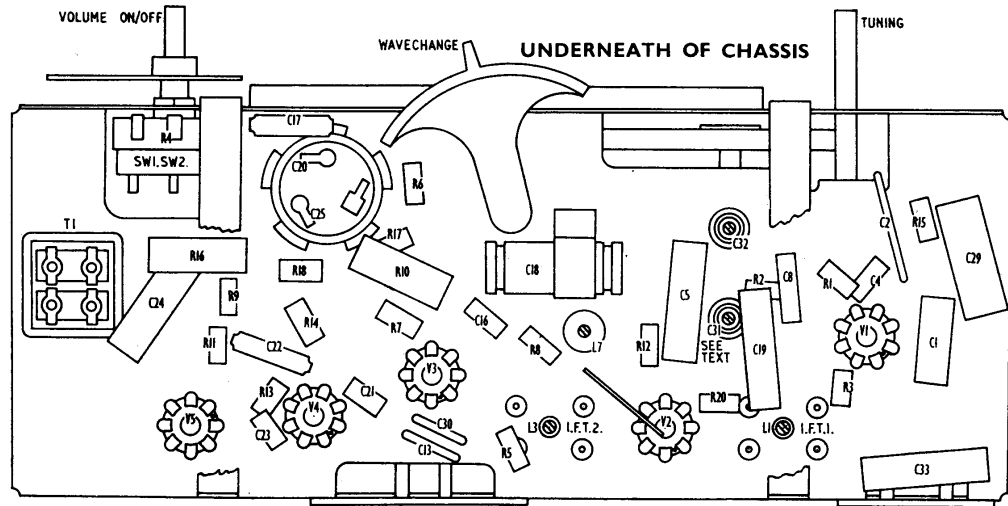 VOLUME ON/OFF
WAVECHANGE
UNDERNEATH OF CHASSIS
TUNING
C17
R4
SW1.SW2.
C20
R6
C25
C2
R15
T1
R17
C32
R16
C18
C29
R18
R10
C5
R2
C8
R1
C4
C24
R9
R14
R7
C16
C31
SEE
TEXT
C19
V1
R11
C22
R8
L7
R12
C1
V3
R13
C21
R20
R3
V5
V4
C23
C30
C13
R5
L3
I.F.T.2.
V2
L1
I.F.T.1.
C33